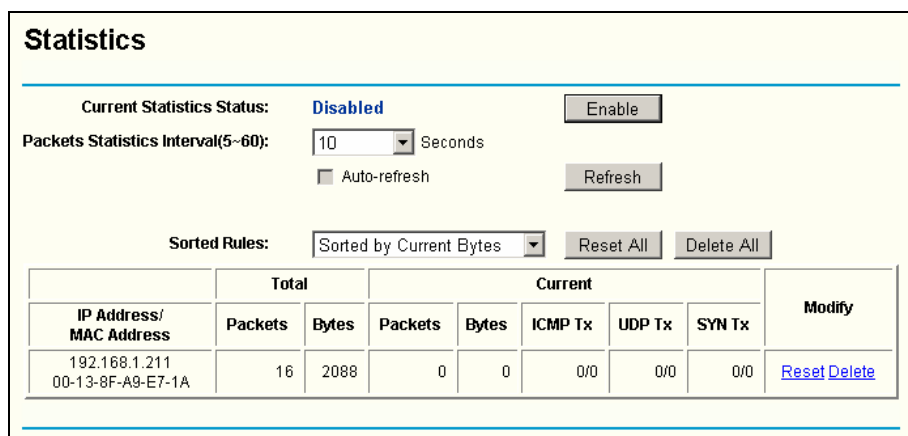 Statistics
Current Statistics Status: Disabled Enable
Packets Statistics Interval(5~60): 10 Seconds
Auto-refresh Refresh
Sorted Rules: Sorted by Current Bytes Reset All Delete All
Total Current Modify
IP Address/
MAC Address Packets Bytes Packets Bytes ICMP Tx UDP Tx SYN Tx
192.168.1.211
00-13-8F-A9-E7-1A 16 2088 0 0 0/0 0/0 0/0 Reset Delete